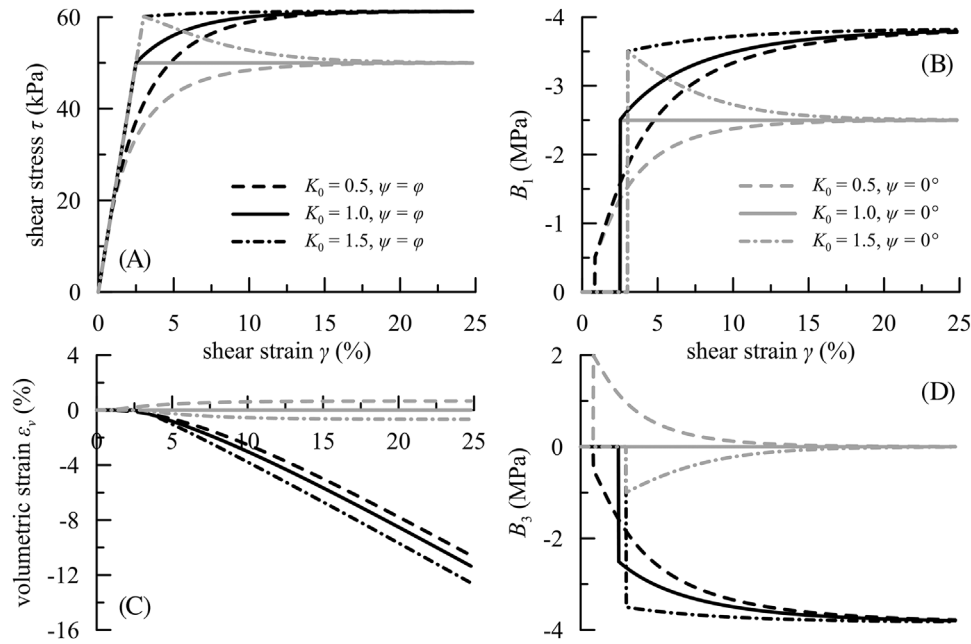 60
40
20
0
0 5 10 15 20 25
shear stress τ (kPa)
shear strain γ (%)
K0 = 0.5, ψ = φ
K0 = 1.0, ψ = φ
K0 = 1.5, ψ = φ
(A)
-4
-3
-2
-1
0
0 5 10 15 20 25
B1 (MPa)
shear strain γ (%)
(B)
K0 = 0.5, ψ = 0°
K0 = 1.0, ψ = 0°
K0 = 1.5, ψ = 0°
4
0
-4
-8
-12
-16
0 5 10 15 20 25
volumetric strain εv (%)
(C)
2
0
-2
-4
B3 (MPa)
(D)